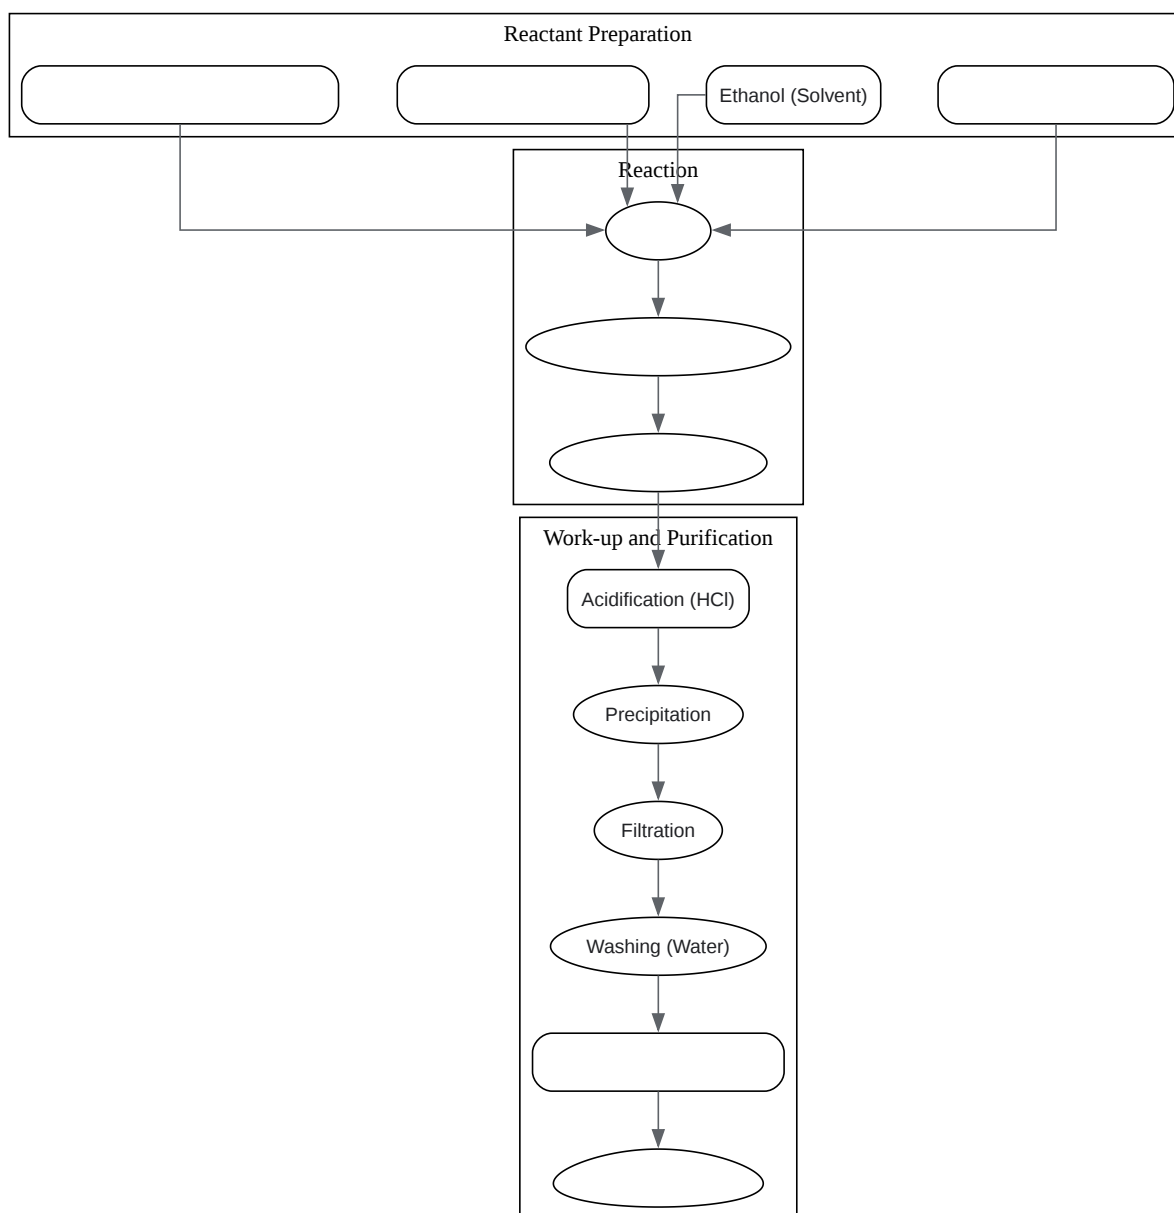 Reactant Preparation
Ethanol (Solvent)
Reaction
Work-up and Purification
Acidification (HCl)
Precipitation
Filtration
Washing (Water)